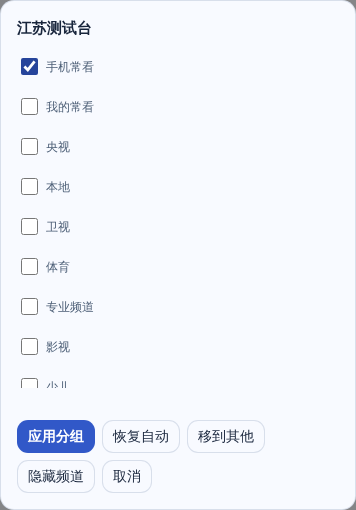 江苏测试台
手机常看
我的常看
央视
本地
卫视
体育
专业频道
影视
应用分组 恢复自动 移到其他
隐藏频道 取消